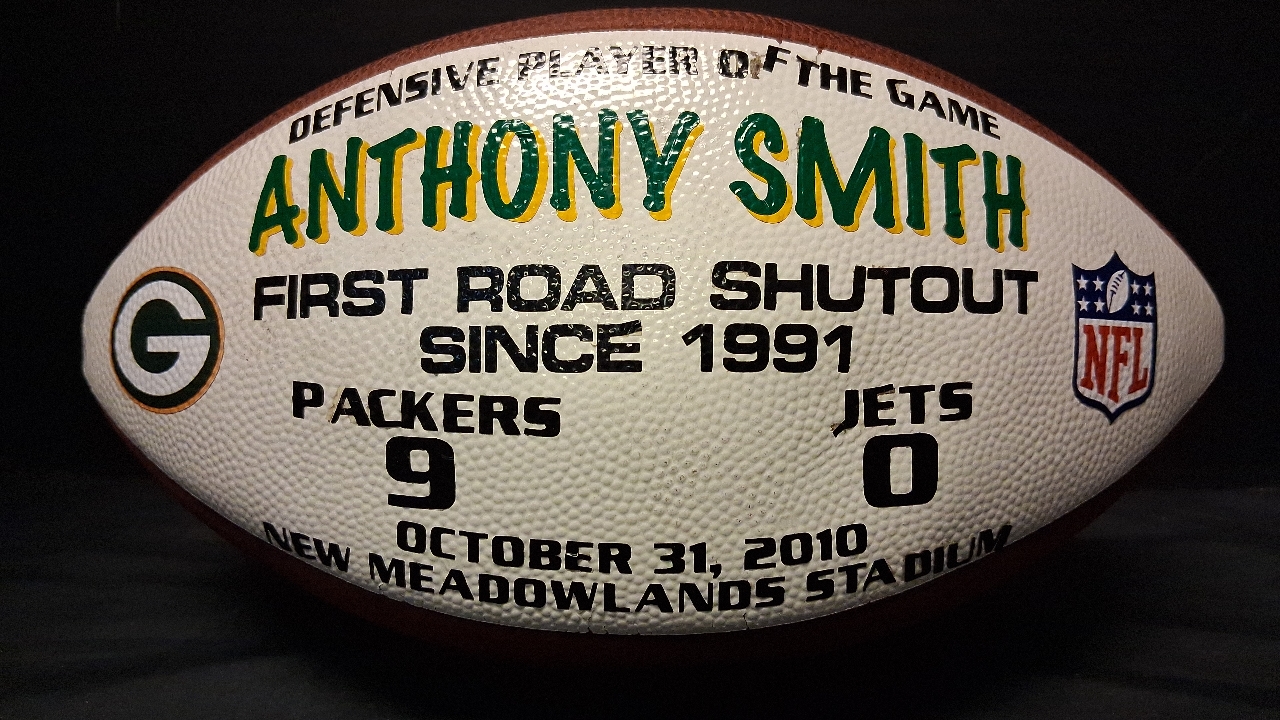 DEFENSIVE PLAYER OF THE GAME
ANTHONY SMITH
FIRST ROAD SHUTOUT
SINCE 1991
PACKERS JETS
9 0
OCTOBER 31, 2010
NEW MEADOWLANDS STADIUM
G
NFL